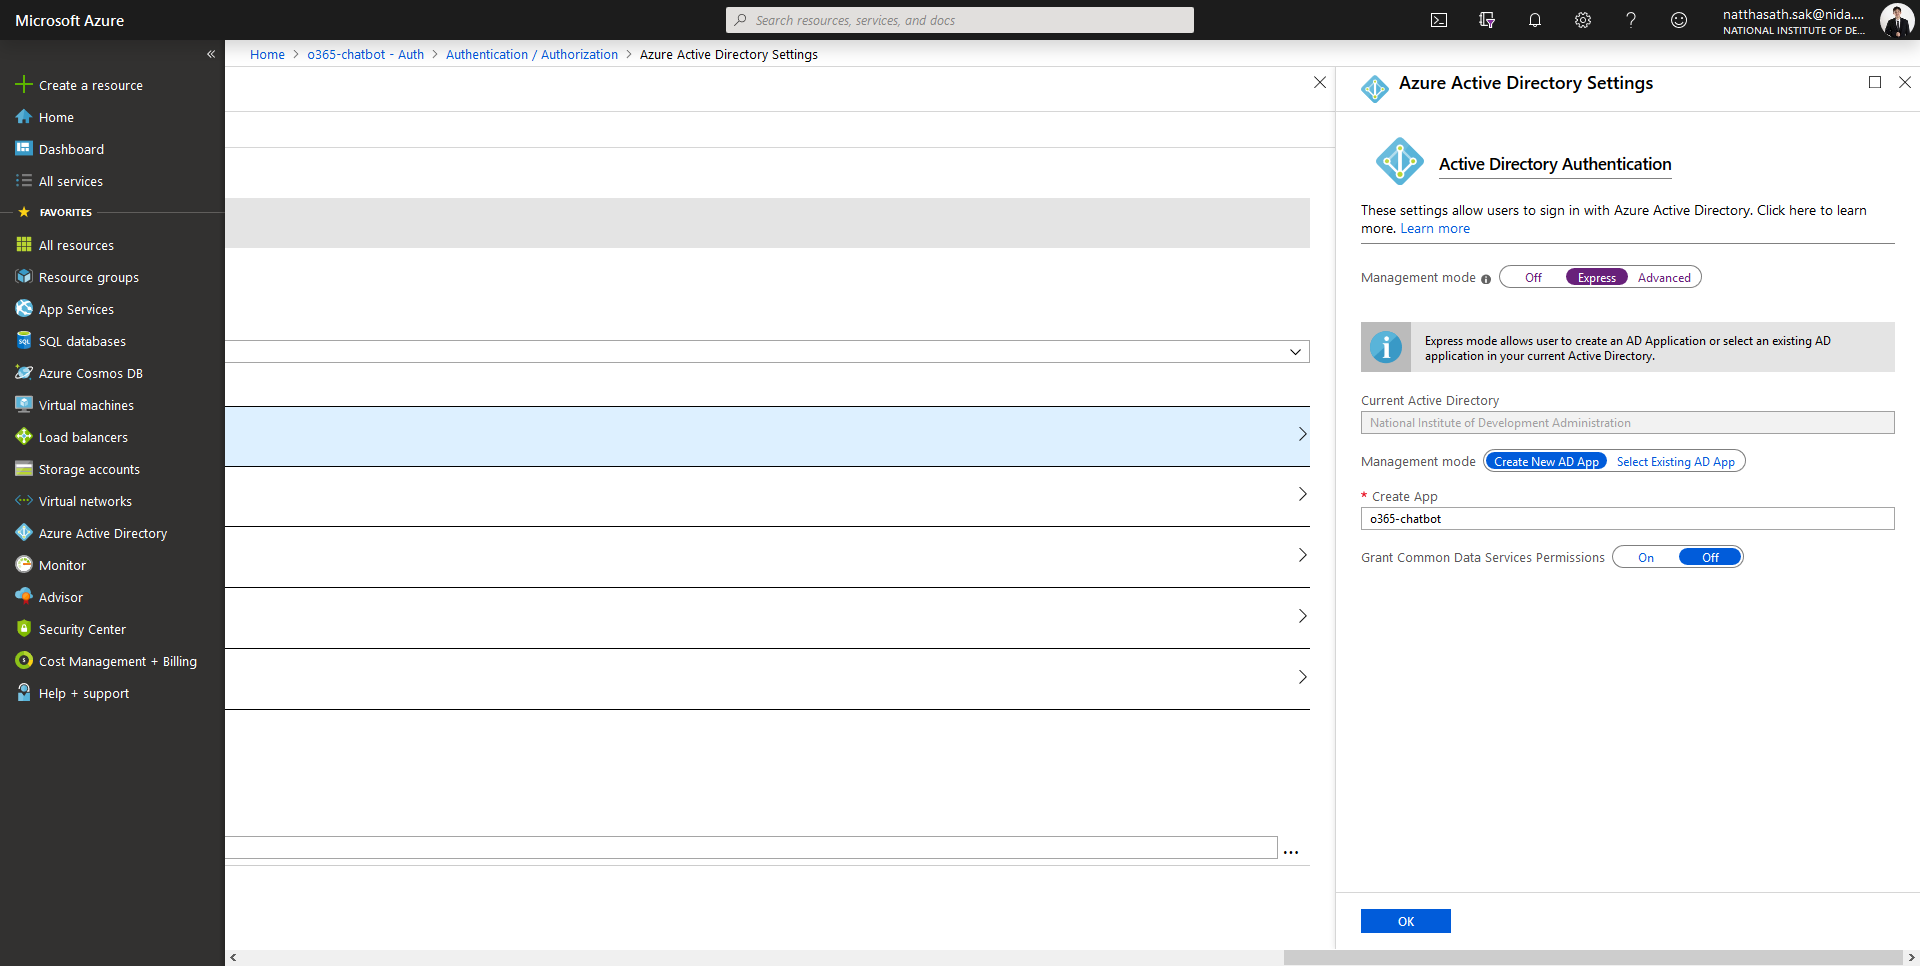 Microsoft Azure
Search resources, services, and docs
natthasath.sak@nida....
NATIONAL INSTITUTE OF DE...
Home > o365-chatbot - Auth > Authentication / Authorization > Azure Active Directory Settings
Create a resource
Home
Dashboard
All services
FAVORITES
All resources
Resource groups
App Services
SQL databases
Azure Cosmos DB
Virtual machines
Load balancers
Storage accounts
Virtual networks
Azure Active Directory
Monitor
Advisor
Security Center
Cost Management + Billing
Help + support
Azure Active Directory Settings
Active Directory Authentication
These settings allow users to sign in with Azure Active Directory. Click here to learn
more. Learn more
Management mode Off Express Advanced
Express mode allows user to create an AD Application or select an existing AD
application in your current Active Directory.
Current Active Directory
National Institute of Development Administration
Management mode Create New AD App Select Existing AD App
* Create App
o365-chatbot
Grant Common Data Services Permissions On Off
OK